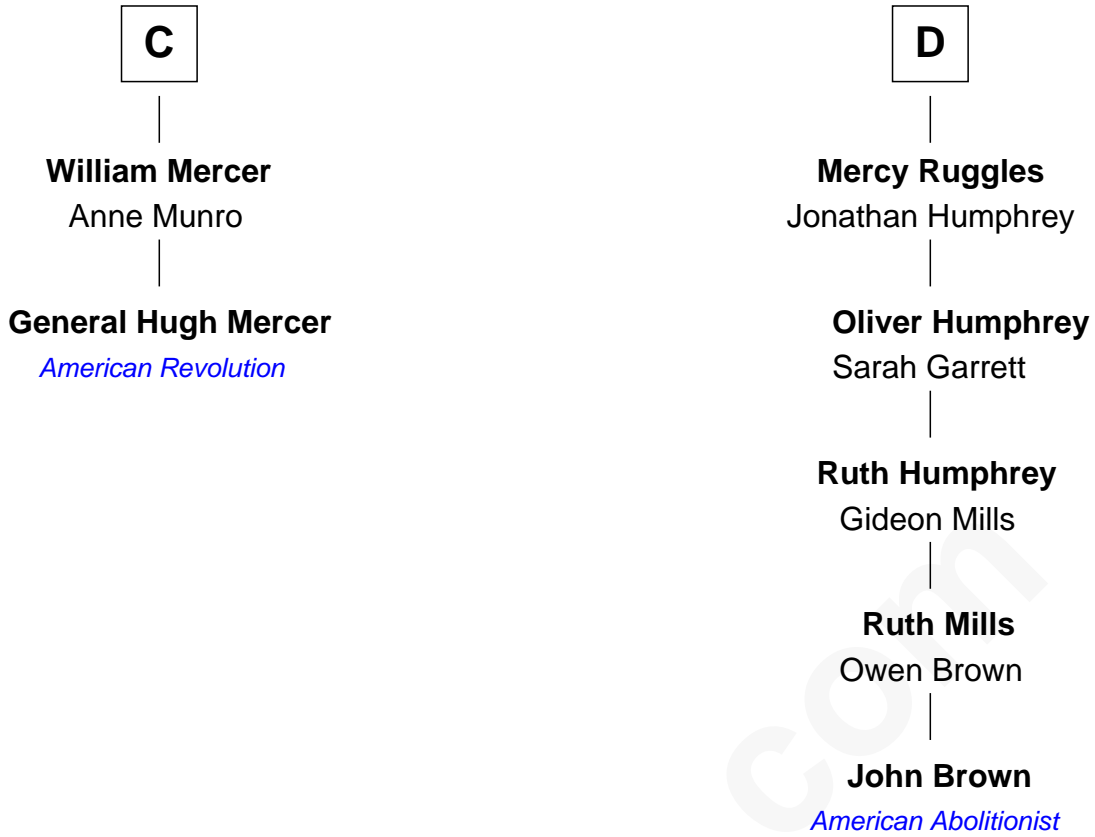 C
William Mercer
Anne Munro
General Hugh Mercer
American Revolution
D
Mercy Ruggles
Jonathan Humphrey
Oliver Humphrey
Sarah Garrett
Ruth Humphrey
Gideon Mills
Ruth Mills
Owen Brown
John Brown
American Abolitionist
com